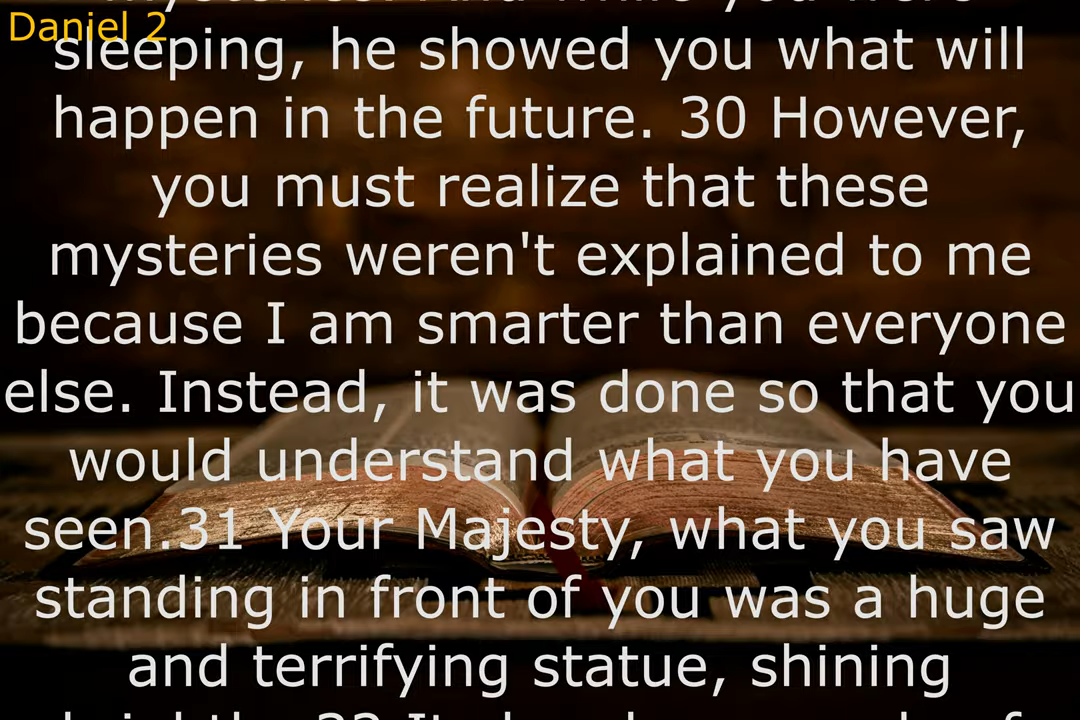 Daniel 2
sleeping, he showed you what will
happen in the future. 30 However,
you must realize that these
mysteries weren't explained to me
because I am smarter than everyone
else. Instead, it was done so that you
would understand what you have
seen.31 Your Majesty, what you saw
standing in front of you was a huge
and terrifying statue, shining